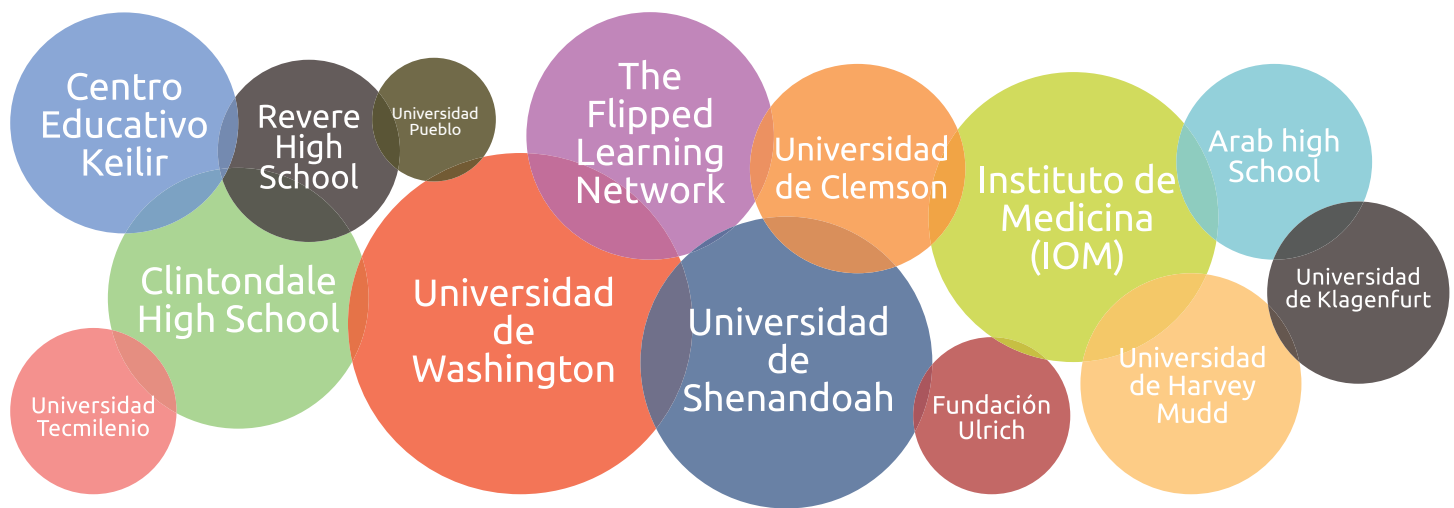 Centro
Educativo
Keilir
Revere
High
School
Universidad
Pueblo
The
Flipped
Learning
Network
Universidad
de Clemson
Instituto de
Medicina
(IOM)
Arab high
School
Clintondale
High School
Universidad
de
Washington
Universidad
de
Shenandoah
Universidad
de Klagenfurt
Universidad
Tecmilenio
Fundación
Ulrich
Universidad
de Harvey
Mudd